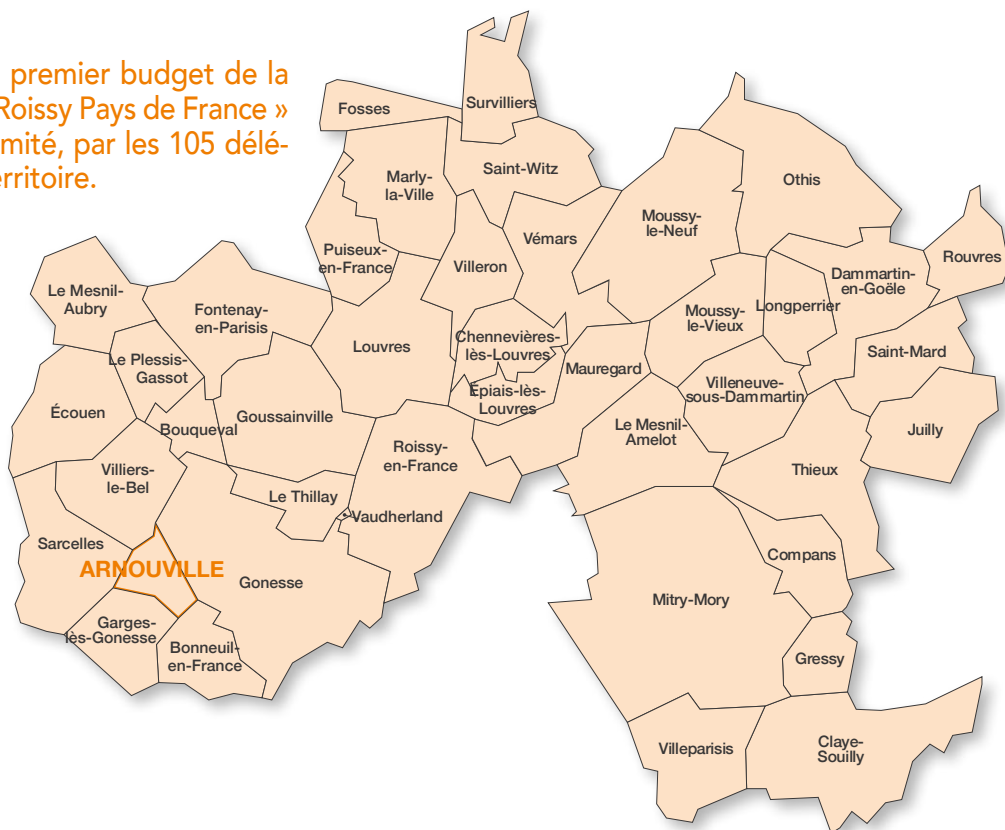 premier budget de la
Roissy Pays de France »
mité, par les 105 délé-
erritoire.
Survilliers
Fosses
Saint-Witz
Marly-
la-Ville
Othis
Moussy-
le-Neuf
Vémars
Puiseux-
en-France
Villeron
Rouvres
Dammartin-
en-Goële
Le Mesnil-
Aubry
Fontenay-
en-Parisis
Longperrier
Moussy-
le-Vieux
Chennevières-
lès-Louvres
Louvres
Saint-Mard
Le Plessis-
Gassot
Mauregard
Villeneuve-
sous-Dammartin
Épiais-lès-
Louvres
Écouen
Goussainville
Bouqueval
Le Mesnil-
Amelot
Juilly
Roissy-
en-France
Villiers-
le-Bel
Thieux
Le Thillay
Vaudherland
Sarcelles
Compans
ARNOUVILLE
Gonesse
Mitry-Mory
Garges-
lès-Gonesse
Bonneuil-
en-France
Gressy
Villeparisis
Claye-
Souilly